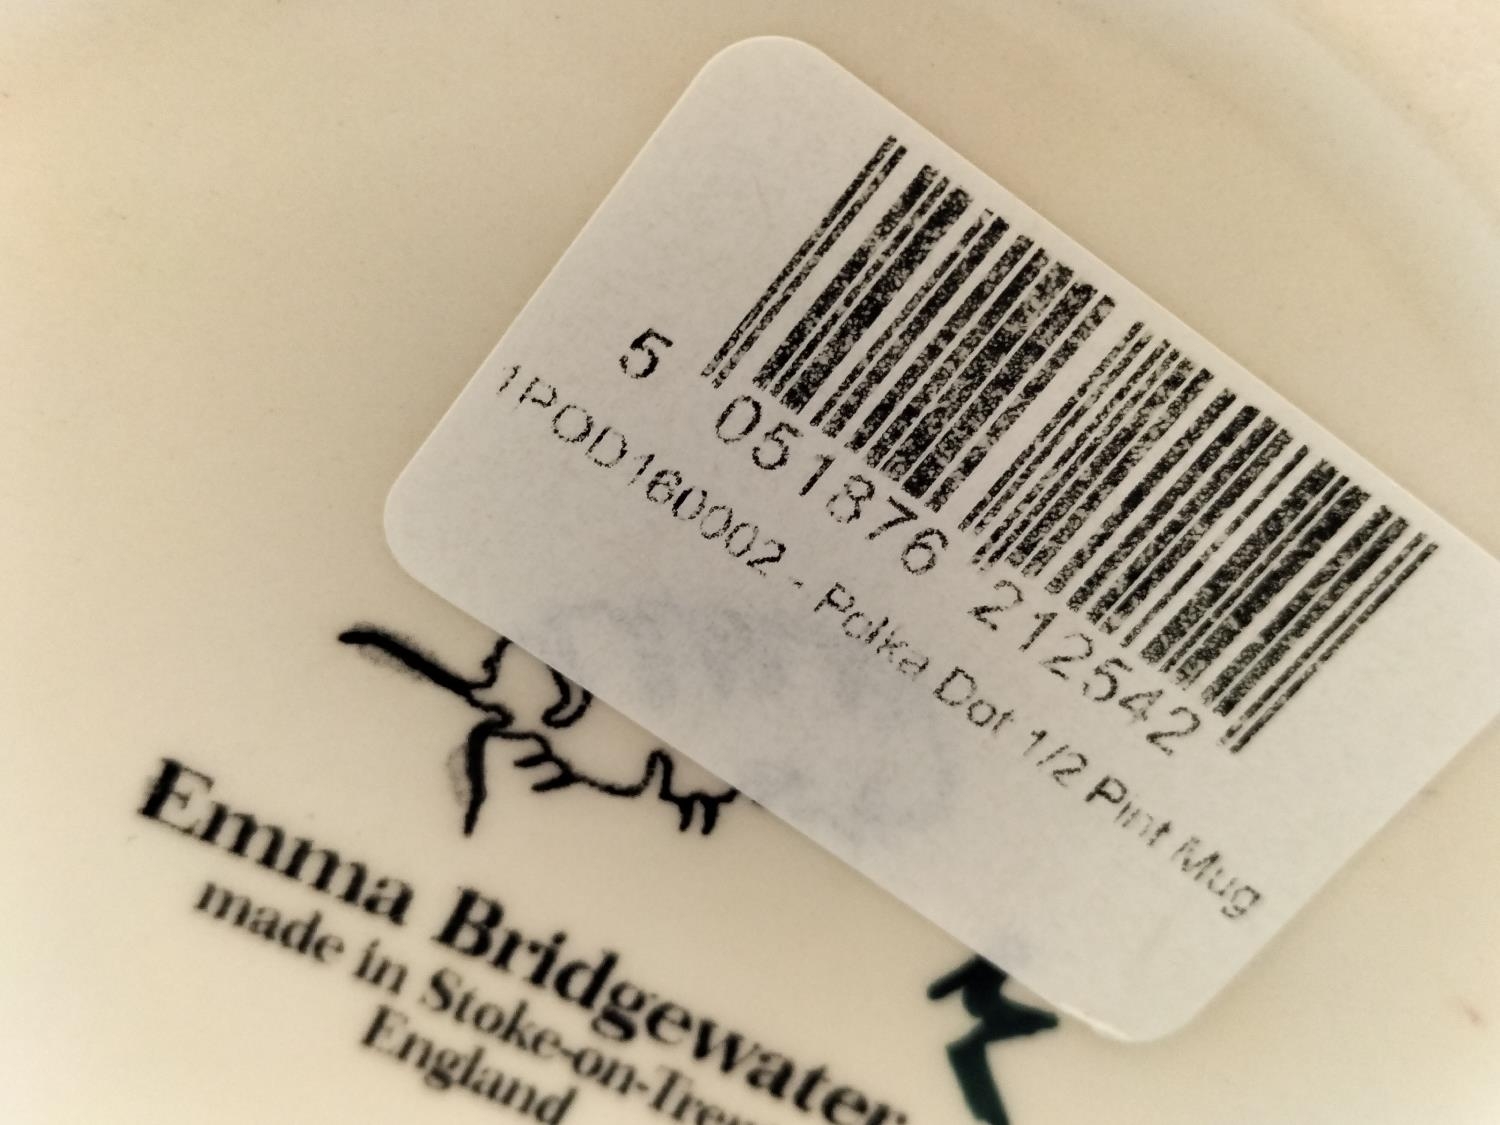 5 051876 212542
1POD160002 - Polka Dot 1/2 Pint Mug
Emma Bridgewater
made in Stoke-on-Tren
England